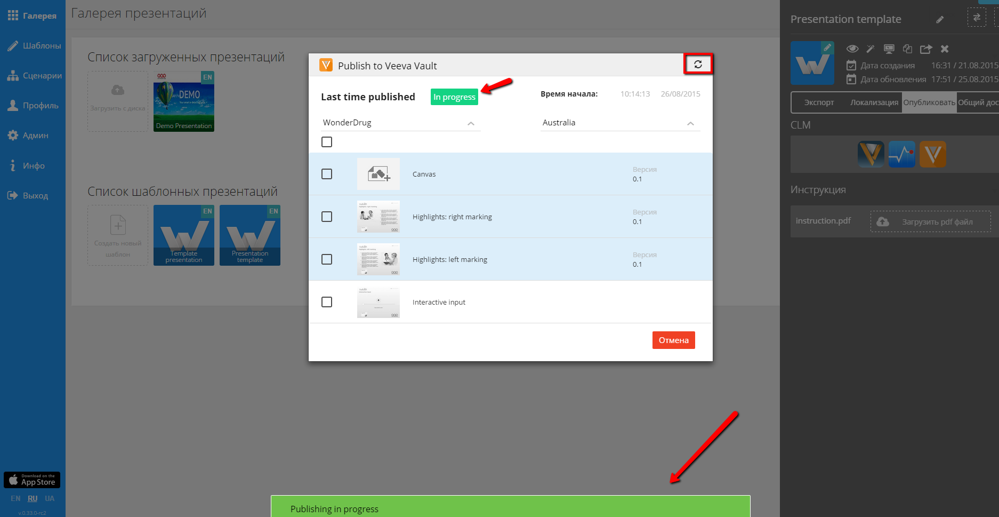 Галерея
Шаблоны
Сценарии
Профиль
Админ
Инфо
Выход
Download on the
App Store
EN RU UA
v.0.33.0-rc2
Галерея презентаций
Список загруженных презентаций
Загрузить с диска
EN
DEMO
Demo Presentation
Список шаблонных презентаций
Создать новый
шаблон
EN
Template
presentation
EN
Presentation
template
Publish to Veeva Vault
Last time published
In progress
Время начала: 10:14:13 26/08/2015
WonderDrug
Australia
Canvas
Версия
0.1
Highlights: right marking
Версия
0.1
Highlights: left marking
Версия
0.1
Interactive input
Отмена
Publishing in progress
Presentation template
Дата создания 16:31 / 21.08.2015
Дата обновления 17:51 / 25.08.2015
Экспорт Локализация Опубликовать Общий дос
CLM
Инструкция
instruction.pdf
Загрузить pdf файл